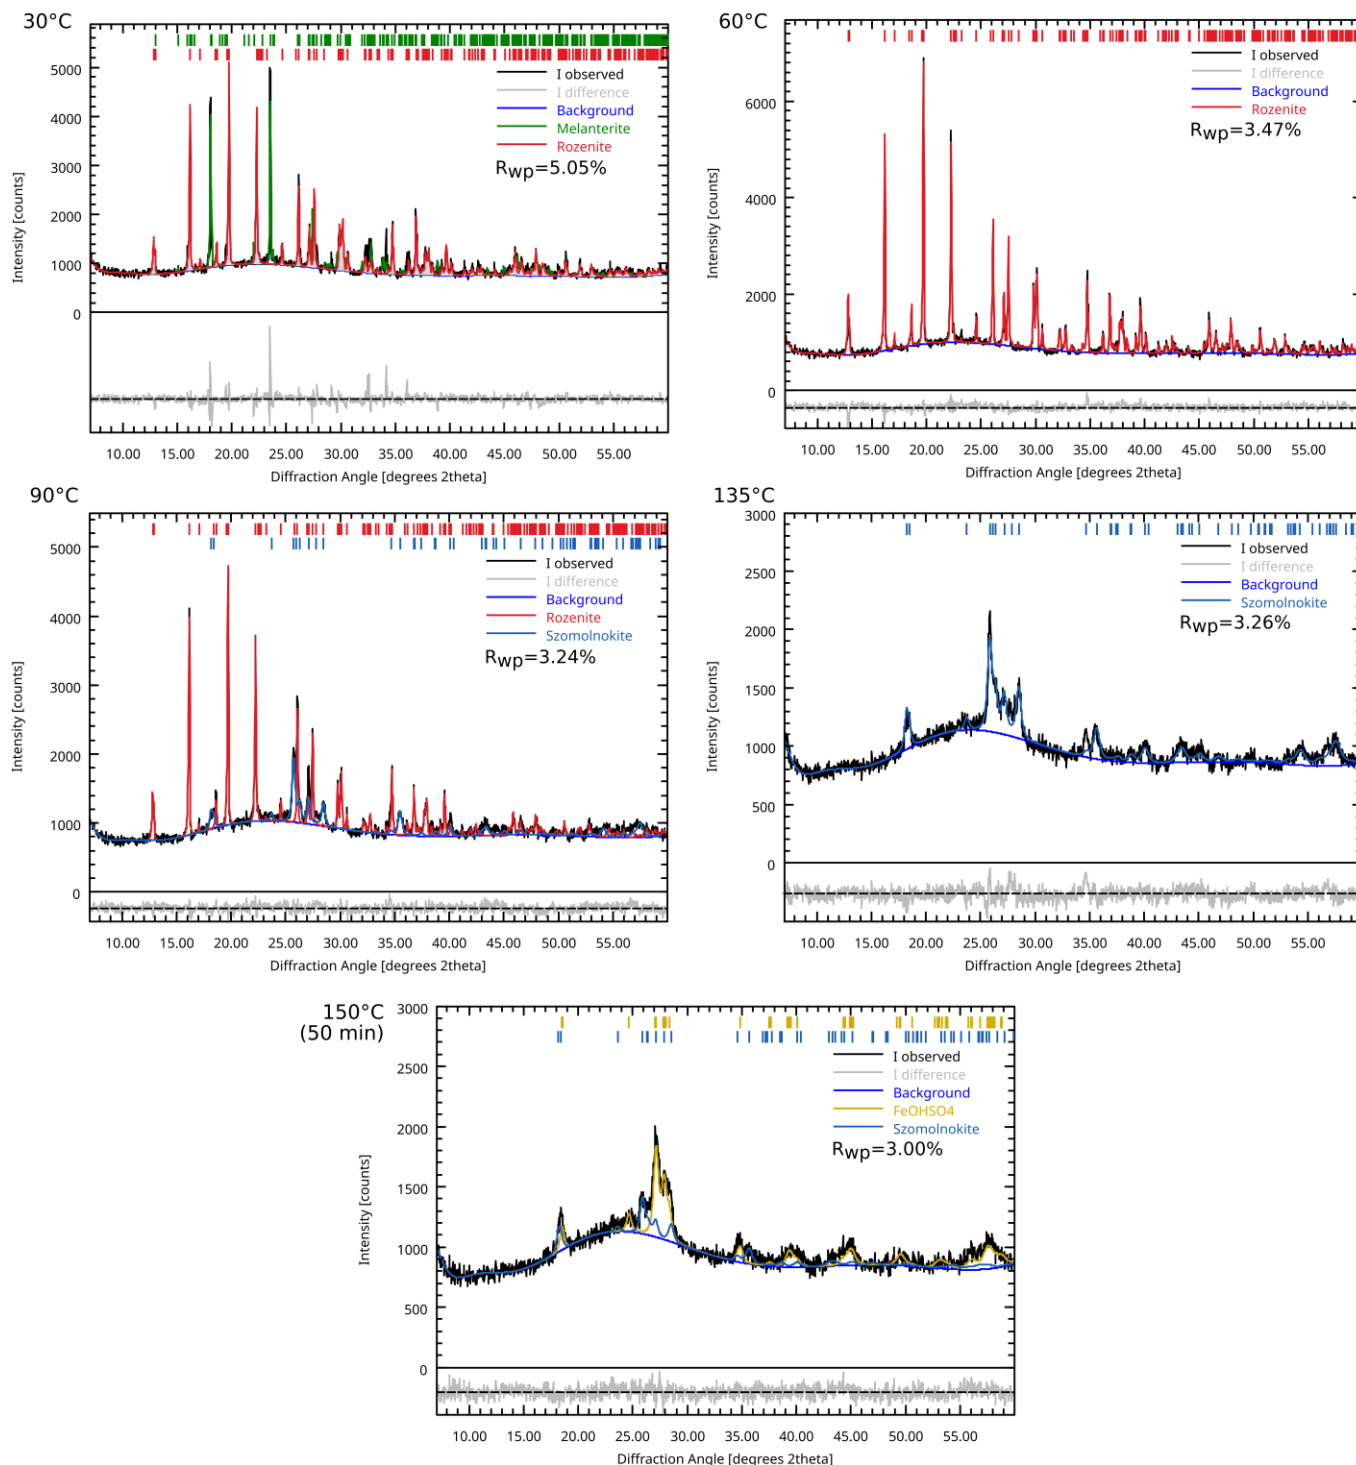 30°C
5000
4000
3000
2000
1000
0
Intensity [counts]
I observed
I difference
Background
Melanterite
Rozenite
Rwp=5.05%
10.00 15.00 20.00 25.00 30.00 35.00 40.00 45.00 50.00 55.00
Diffraction Angle [degrees 2theta]
60°C
6000
4000
2000
0
Intensity [counts]
I observed
I difference
Background
Rozenite
Rwp=3.47%
10.00 15.00 20.00 25.00 30.00 35.00 40.00 45.00 50.00 55.00
Diffraction Angle [degrees 2theta]
90°C
5000
4000
3000
2000
1000
0
Intensity [counts]
I observed
I difference
Background
Rozenite
Szomolnokite
Rwp=3.24%
10.00 15.00 20.00 25.00 30.00 35.00 40.00 45.00 50.00 55.00
Diffraction Angle [degrees 2theta]
135°C
3000
2500
2000
1500
1000
500
0
Intensity [counts]
I observed
I difference
Background
Szomolnokite
Rwp=3.26%
10.00 15.00 20.00 25.00 30.00 35.00 40.00 45.00 50.00 55.00
Diffraction Angle [degrees 2theta]
150°C
(50 min)
3000
2500
2000
1500
1000
500
0
Intensity [counts]
I observed
I difference
Background
FeOHSO4
Szomolnokite
Rwp=3.00%
10.00 15.00 20.00 25.00 30.00 35.00 40.00 45.00 50.00 55.00
Diffraction Angle [degrees 2theta]